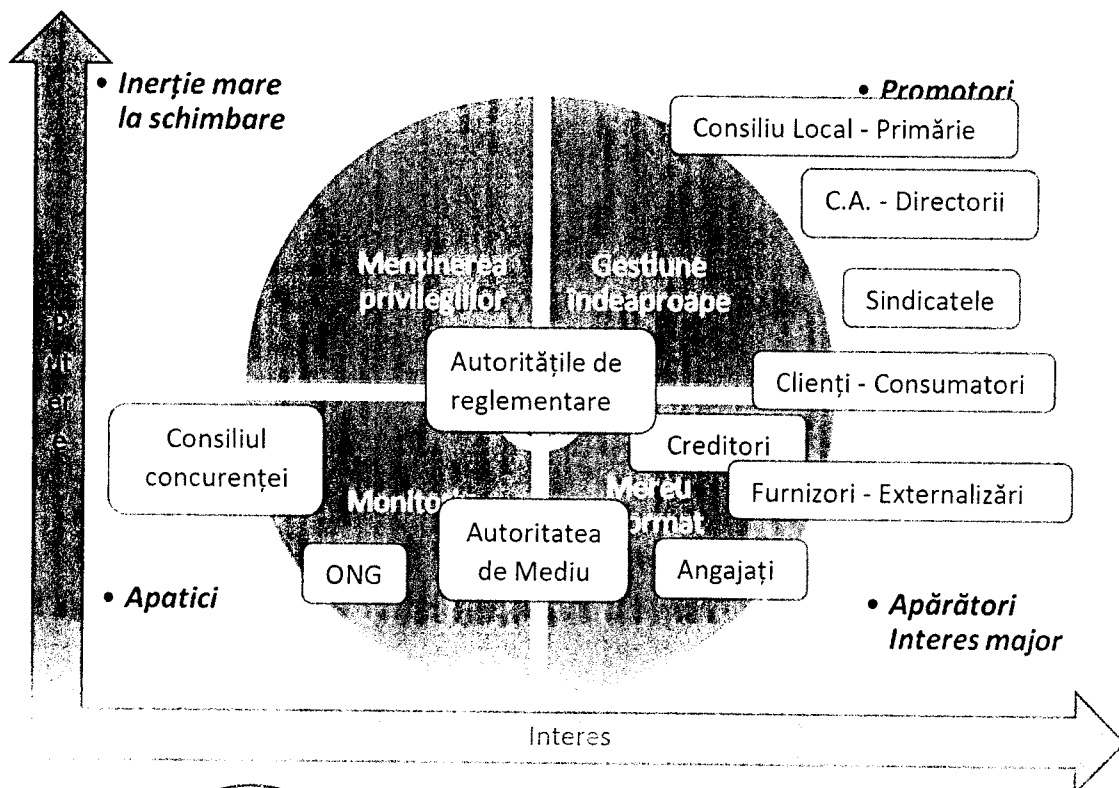 • Inerție mare
la schimbare
• Promotori
Consiliu Local - Primărie
C.A. - Directorii
Menținerea
privilegiilor
Gestiune
îndeaproape
Sindicatele
Autoritățile de
reglementare
Clienți - Consumatori
Consiliul
concurenței
Creditori
Mereu
Furnizori - Externalizări
Autoritatea
de Mediu
ONG
Angajați
• Apatici
• Apărători
Interes major
Interes